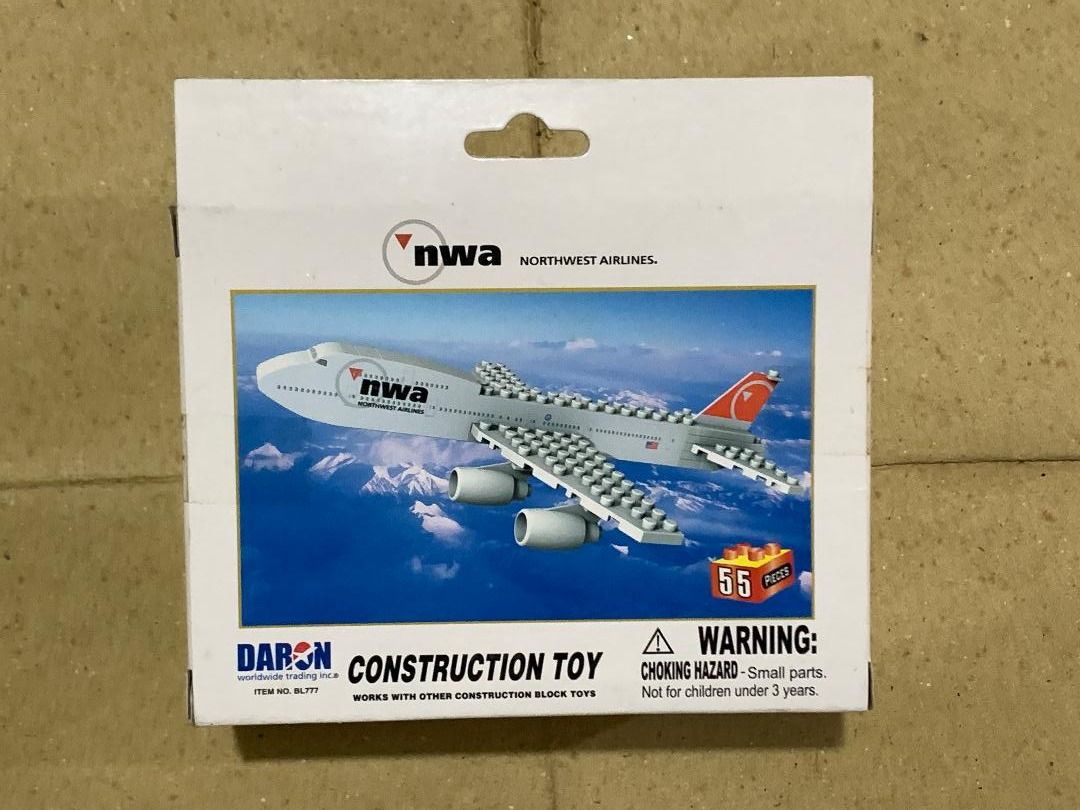 nwa NORTHWEST AIRLINES.
nwa
NORTHWEST AIRLINES
55 PIECES
DARON
worldwide trading inc.®
ITEM NO. BL777
CONSTRUCTION TOY
WORKS WITH OTHER CONSTRUCTION BLOCK TOYS
WARNING:
CHOKING HAZARD - Small parts.
Not for children under 3 years.